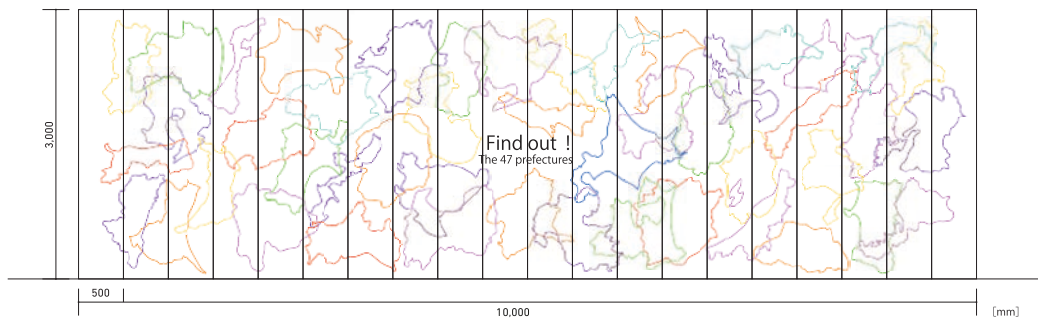 3,000
Find out !
The 47 prefectures
500
10,000
[mm]